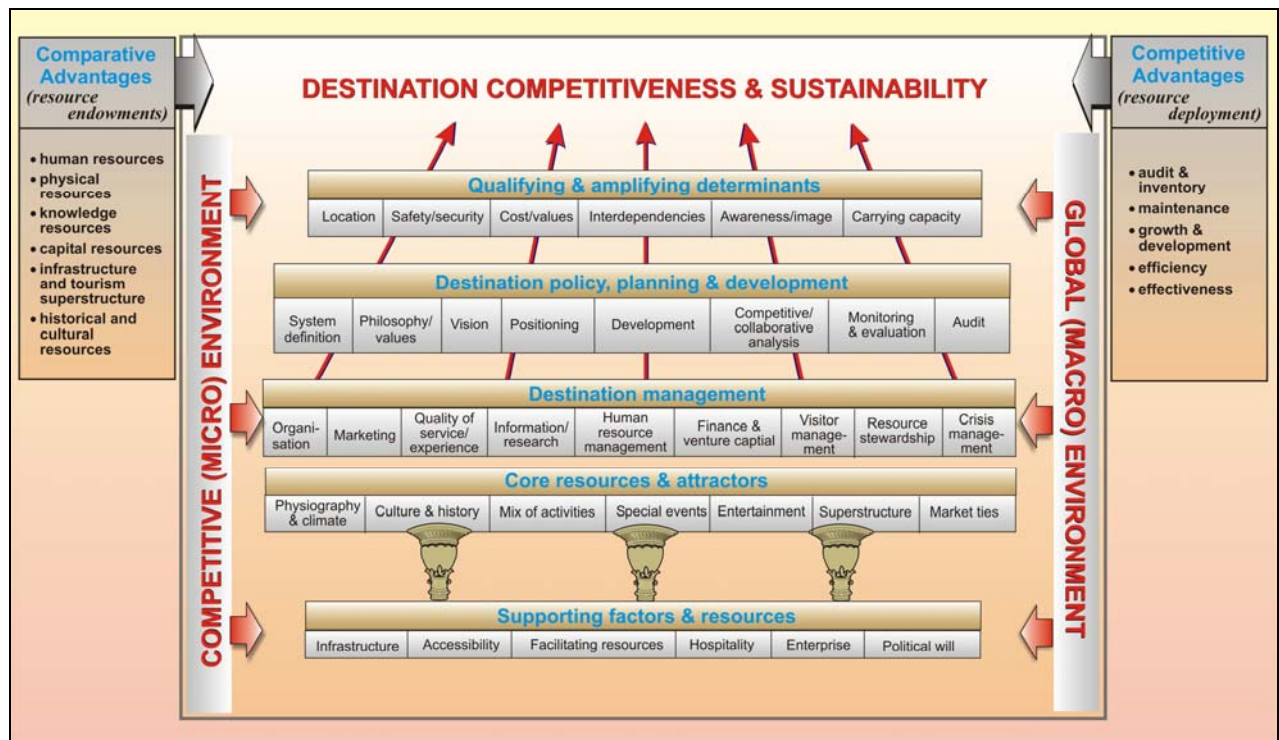 Comparative
Advantages
(resource
endowments)
• human resources
• physical
resources
• knowledge
resources
• capital resources
• infrastructure
and tourism
superstructure
• historical and
cultural
resources
COMPETITIVE (MICRO) ENVIRONMENT
DESTINATION COMPETITIVENESS & SUSTAINABILITY
Qualifying & amplifying determinants
Location
Safety/security
Cost/values
Interdependencies
Awareness/image
Carrying capacity
Destination policy, planning & development
System
definition
Philosophy/
values
Vision
Positioning
Development
Competitive/
collaborative
analysis
Monitoring
& evaluation
Audit
Destination management
Organi-
sation
Marketing
Quality of
service/
experience
Information/
research
Human
resource
management
Finance &
venture captial
Visitor
manage-
ment
Resource
stewardship
Crisis
manage-
ment
Core resources & attractors
Physiography
& climate
Culture & history
Mix of activities
Special events
Entertainment
Superstructure
Market ties
Supporting factors & resources
Infrastructure
Accessibility
Facilitating resources
Hospitality
Enterprise
Political will
GLOBAL (MACRO) ENVIRONMENT
Competitive
Advantages
(resource
deployment)
• audit &
inventory
• maintenance
• growth &
development
• efficiency
• effectiveness